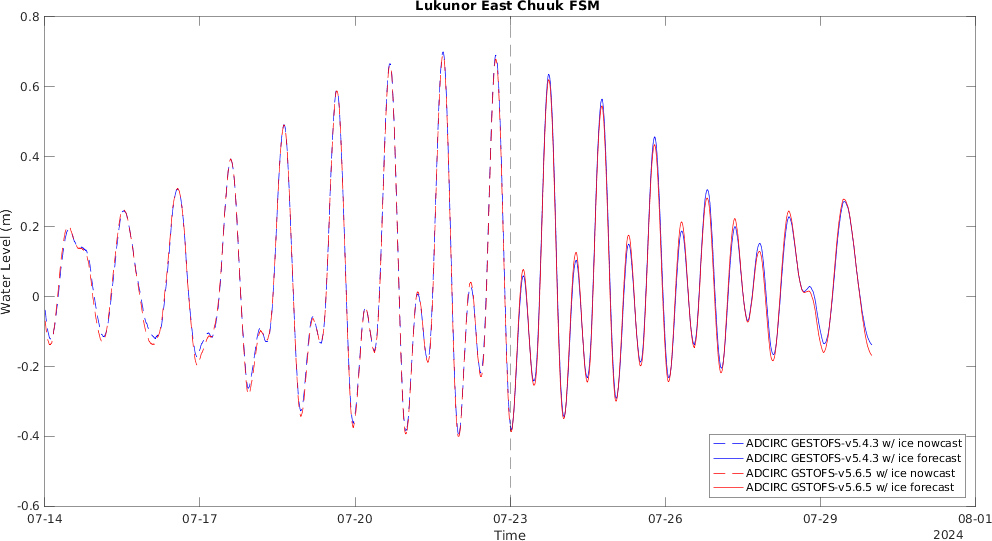 Lukunor East Chuuk FSM
0.8
0.6
0.4
0.2
0
-0.2
-0.4
-0.6
Water Level (m)
07-14
07-17
07-20
07-23
07-26
07-29
08-01
Time
2024
ADCIRC GESTOFS-v5.4.3 w/ ice nowcast
ADCIRC GESTOFS-v5.4.3 w/ ice forecast
ADCIRC GSTOFS-v5.6.5 w/ ice nowcast
ADCIRC GSTOFS-v5.6.5 w/ ice forecast